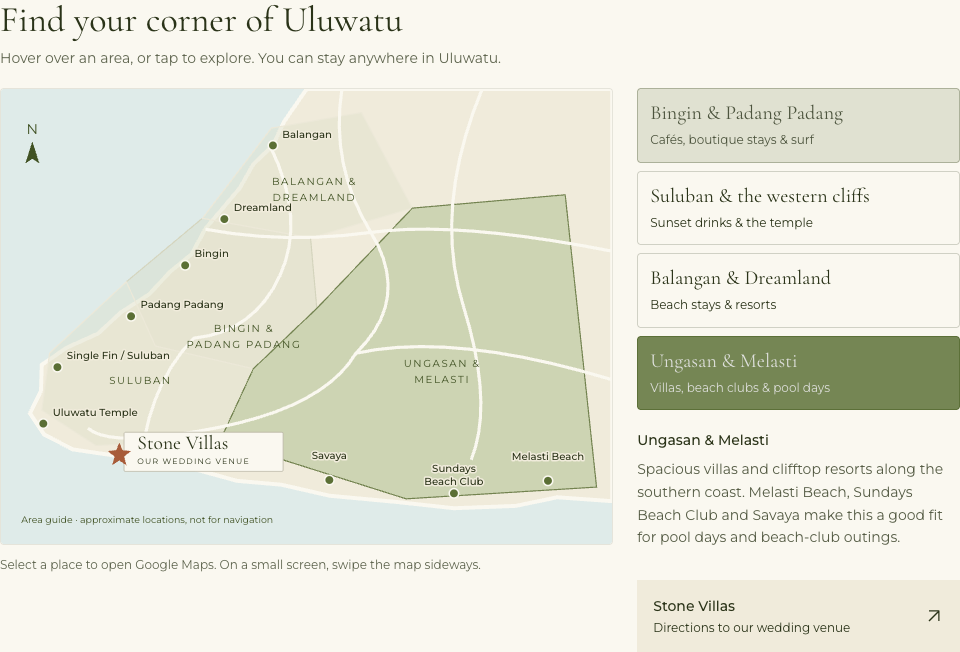 Find your corner of Uluwatu
Hover over an area, or tap to explore. You can stay anywhere in Uluwatu.
N
Balangan
BALANGAN &
DREAMLAND
Dreamland
Bingin
Padang Padang
BINGIN &
PADANG PADANG
Single Fin / Suluban
SULUBAN
UNGASAN &
MELASTI
Uluwatu Temple
Stone Villas
OUR WEDDING VENUE
Savaya
Sundays
Beach Club
Melasti Beach
Area guide · approximate locations, not for navigation
Select a place to open Google Maps. On a small screen, swipe the map sideways.
Bingin & Padang Padang
Cafés, boutique stays & surf
Suluban & the western cliffs
Sunset drinks & the temple
Balangan & Dreamland
Beach stays & resorts
Ungasan & Melasti
Villas, beach clubs & pool days
Ungasan & Melasti
Spacious villas and clifftop resorts along the
southern coast. Melasti Beach, Sundays
Beach Club and Savaya make this a good fit
for pool days and beach-club outings.
Stone Villas
Directions to our wedding venue